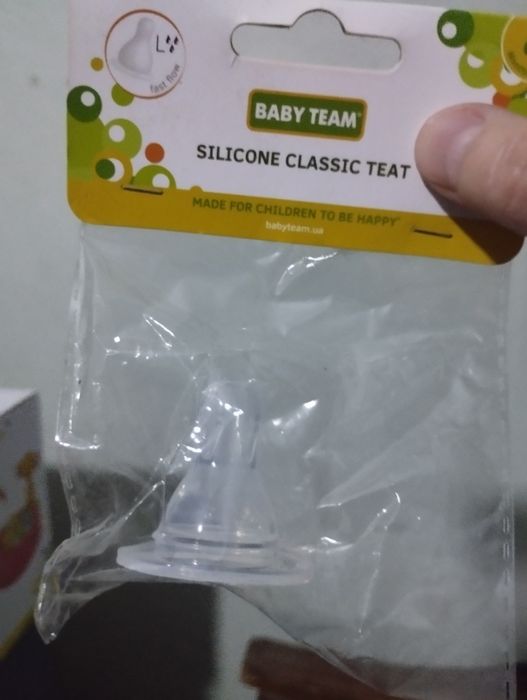 L
fast flow
BABY TEAM
SILICONE CLASSIC TEAT
MADE FOR CHILDREN TO BE HAPPY
babyteam.ua